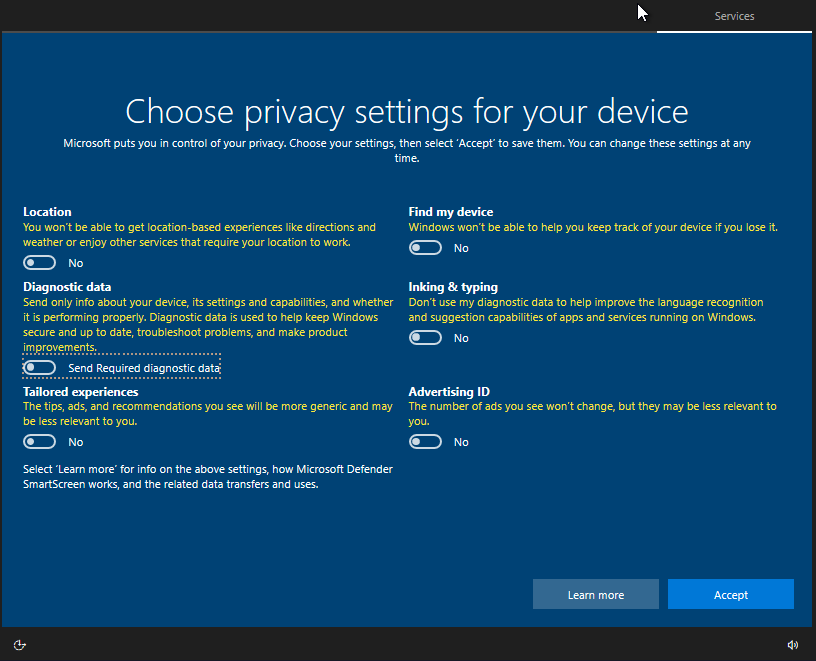 Services
Choose privacy settings for your device
Microsoft puts you in control of your privacy. Choose your settings, then select ‘Accept’ to save them. You can change these settings at any
time.
Location
You won’t be able to get location-based experiences like directions and
weather or enjoy other services that require your location to work.
No
Find my device
Windows won’t be able to help you keep track of your device if you lose it.
No
Diagnostic data
Send only info about your device, its settings and capabilities, and whether
it is performing properly. Diagnostic data is used to help keep Windows
secure and up to date, troubleshoot problems, and make product
improvements.
Send Required diagnostic data
Inking & typing
Don’t use my diagnostic data to help improve the language recognition
and suggestion capabilities of apps and services running on Windows.
No
Tailored experiences
The tips, ads, and recommendations you see will be more generic and may
be less relevant to you.
No
Advertising ID
The number of ads you see won’t change, but they may be less relevant to
you.
No
Select ‘Learn more’ for info on the above settings, how Microsoft Defender
SmartScreen works, and the related data transfers and uses.
Learn more
Accept